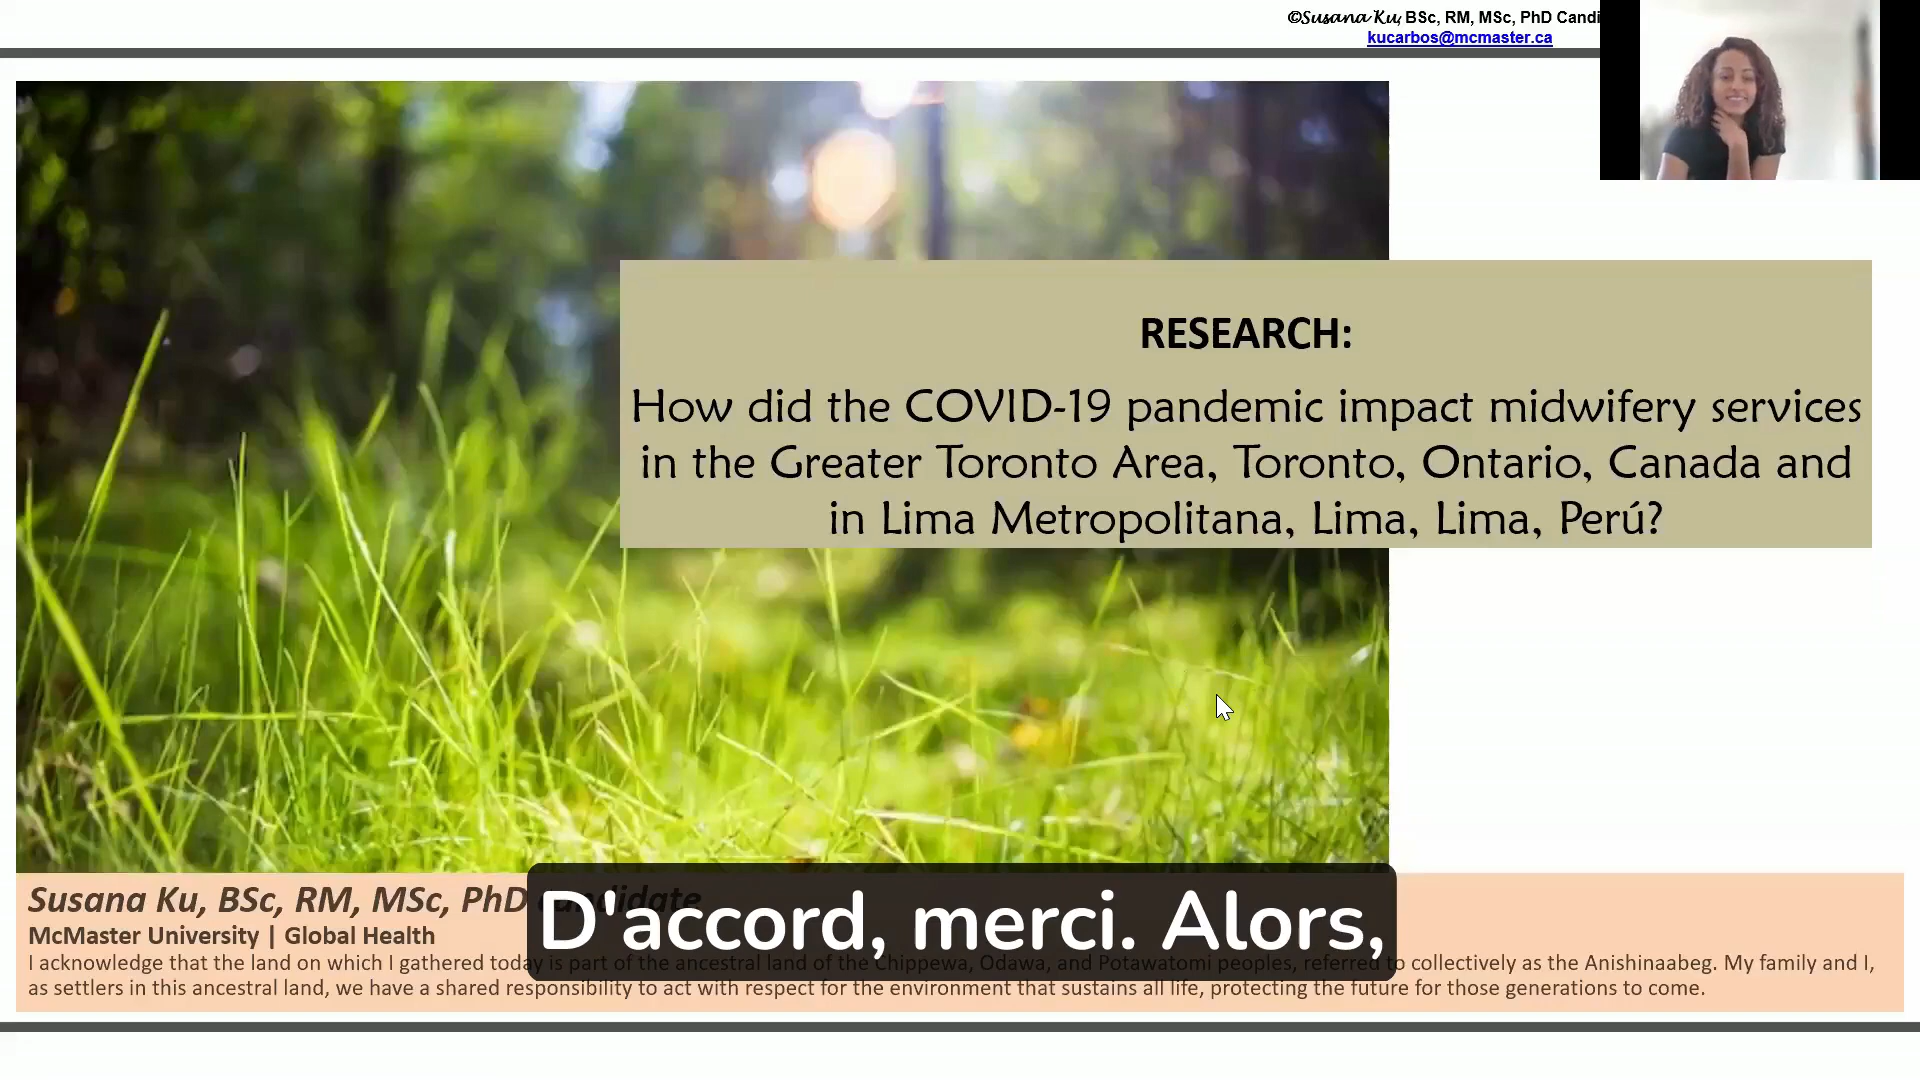 ©Susana Ku, BSc, RM, MSc, PhD Candi
kucarbos@mcmaster.ca
RESEARCH:
How did the COVID-19 pandemic impact midwifery services
in the Greater Toronto Area, Toronto, Ontario, Canada and
in Lima Metropolitana, Lima, Lima, Perú?
Susana Ku, BSc, RM, MSc, PhD candidate
McMaster University | Global Health
I acknowledge that the land on which I gathered today is part of the ancestral land of the Chippewa, Odawa, and Potawatomi peoples, referred to collectively as the Anishinaabeg. My family and I,
as settlers in this ancestral land, we have a shared responsibility to act with respect for the environment that sustains all life, protecting the future for those generations to come.
D'accord, merci. Alors,